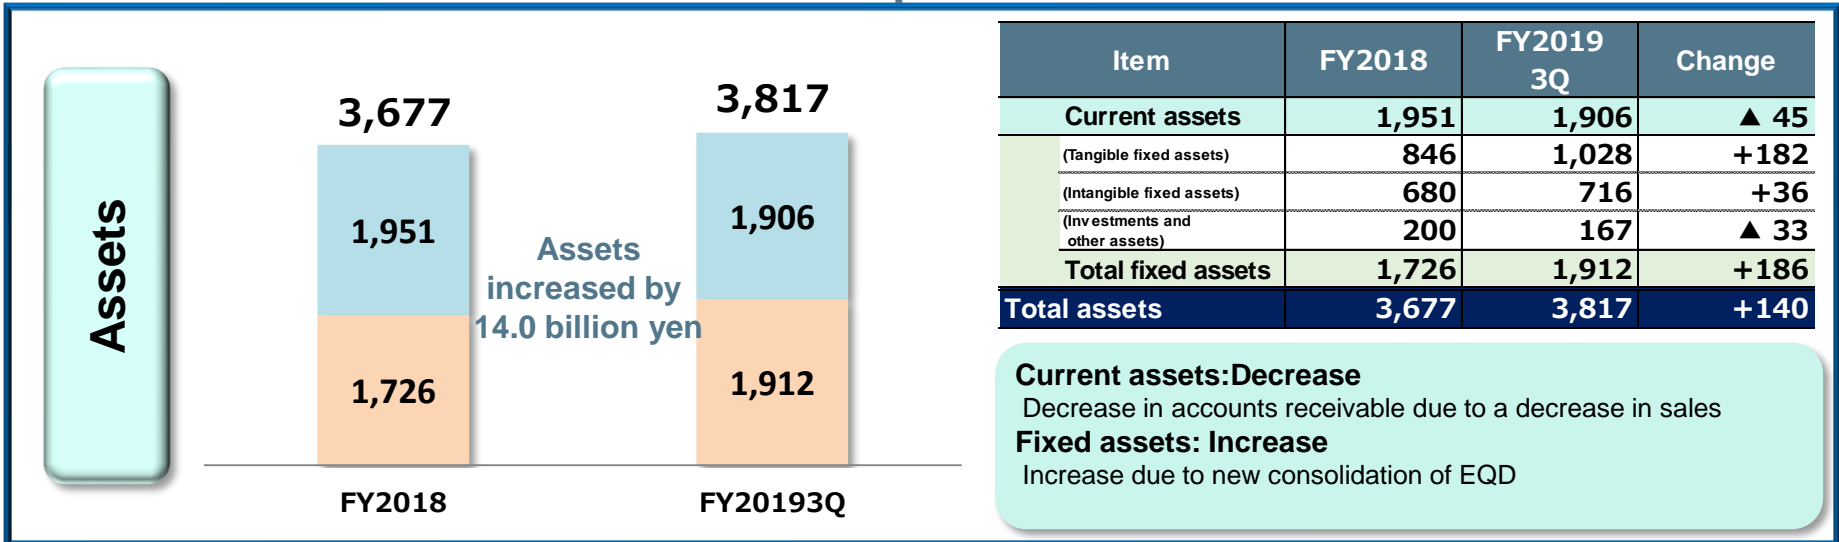 Assets
3,677
3,817
1,951
1,906
Assets
increased by
14.0 billion yen
1,726
1,912
FY2018
FY20193Q
Item FY2018 FY2019 3Q Change
Current assets 1,951 1,906 ▲ 45
(Tangible fixed assets) 846 1,028 +182
(Intangible fixed assets) 680 716 +36
(Investments and other assets) 200 167 ▲ 33
Total fixed assets 1,726 1,912 +186
Total assets 3,677 3,817 +140
Current assets:Decrease
Decrease in accounts receivable due to a decrease in sales
Fixed assets: Increase
Increase due to new consolidation of EQD